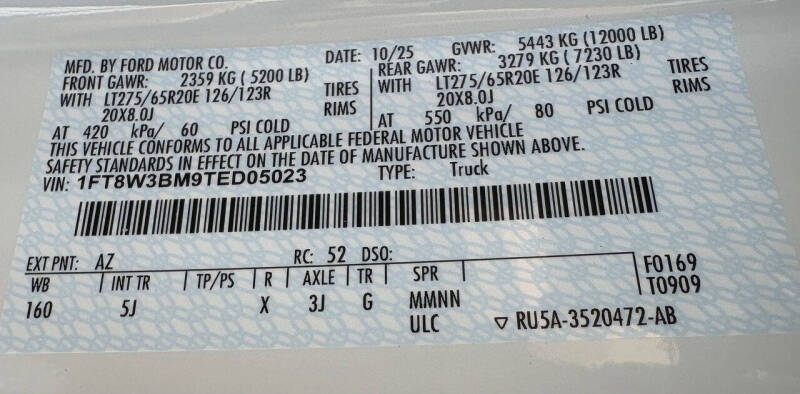 MFD. BY FORD MOTOR CO. DATE: 10/25 GVWR: 5443 KG (12000 LB)
FRONT GAWR: 2359 KG (5200 LB) REAR GAWR: 3279 KG (7230 LB)
WITH LT275/65R20E 126/123R TIRES WITH LT275/65R20E 126/123R TIRES
20X8.0J RIMS 20X8.0J RIMS
AT 420 kPa/ 60 PSI COLD AT 550 kPa/ 80 PSI COLD
THIS VEHICLE CONFORMS TO ALL APPLICABLE FEDERAL MOTOR VEHICLE
SAFETY STANDARDS IN EFFECT ON THE DATE OF MANUFACTURE SHOWN ABOVE.
VIN: 1FT8W3BM9TED05023 TYPE: Truck
EXT PNT: AZ RC: 52 DSO:
WB INT TR TP/PS R AXLE TR SPR F0169
160 5J X 3J G MMNN T0909
ULC ▽ RU5A-3520472-AB